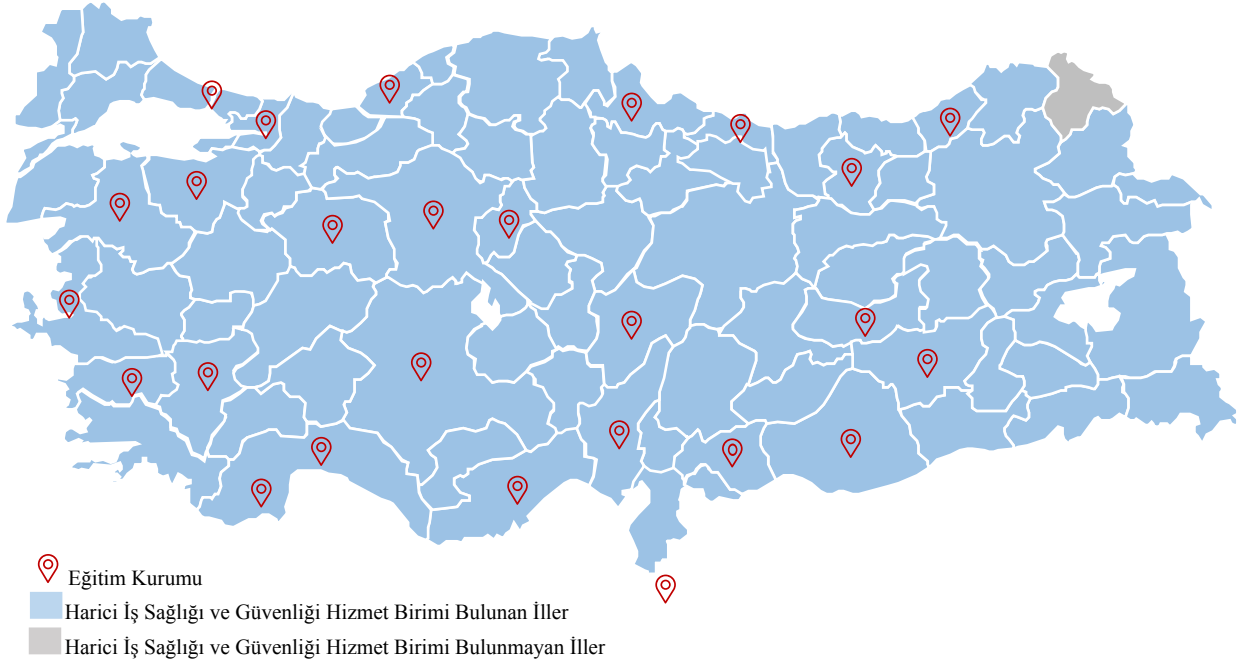 Eğitim Kurumu
Harici İş Sağlığı ve Güvenliği Hizmet Birimi Bulunan İller
Harici İş Sağlığı ve Güvenliği Hizmet Birimi Bulunmayan İller